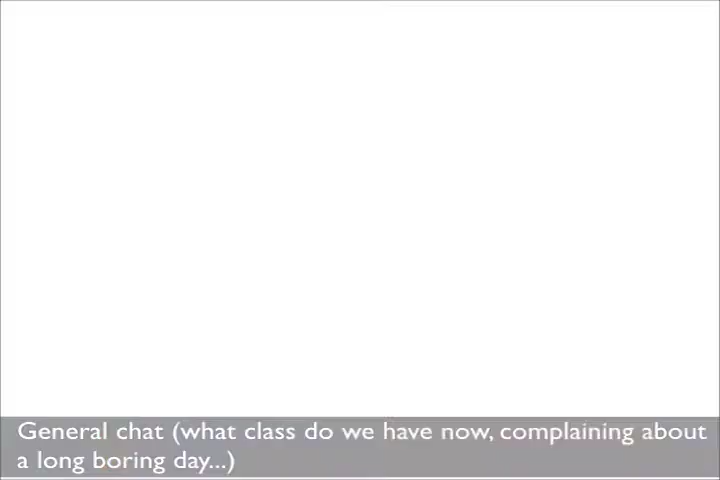 General chat (what class do we have now, complaining about
a long boring day...)